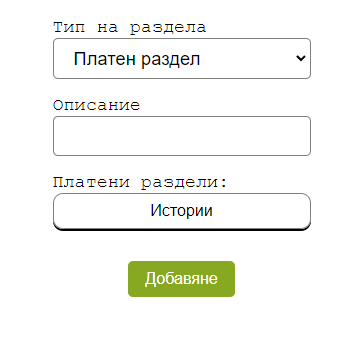 Тип на раздела
Платен раздел
Описание
Платени раздели:
Истории
Добавяне